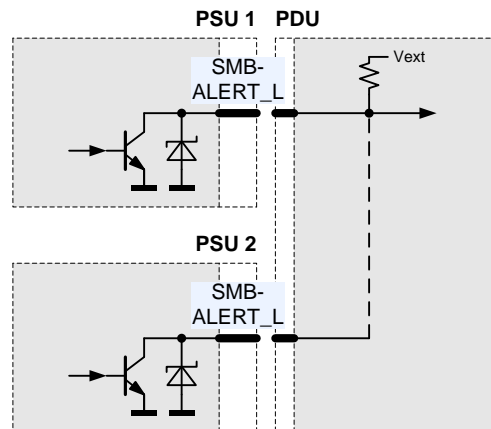 PSU 1 PDU
Vext
SMB-
ALERT_L
PSU 2
SMB-
ALERT_L